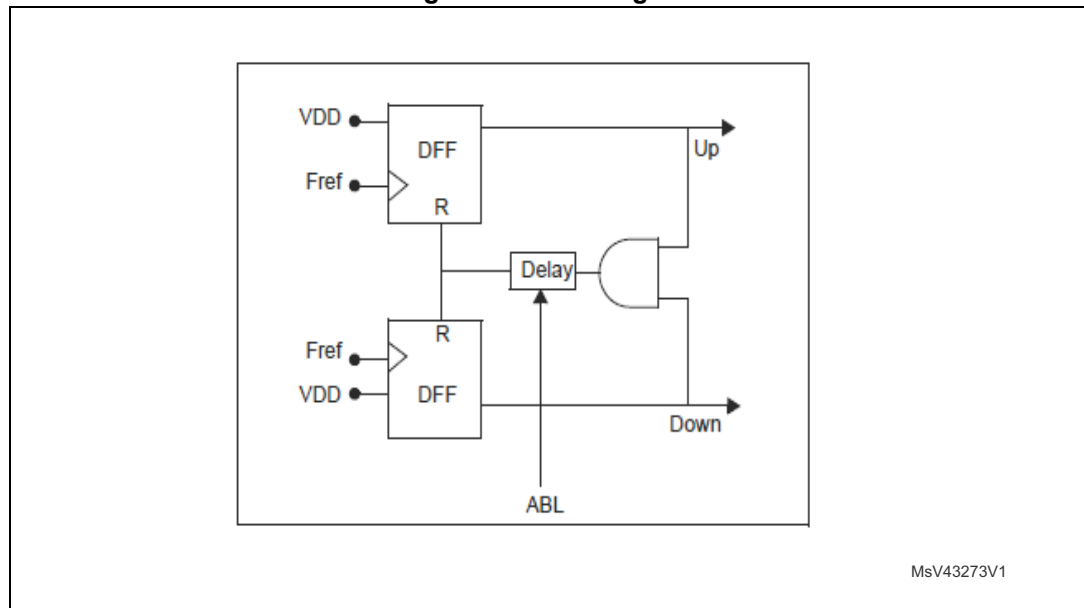 VDD
DFF
Up
Fref
R
Delay
R
Fref
VDD
DFF
Down
ABL
MsV43273V1